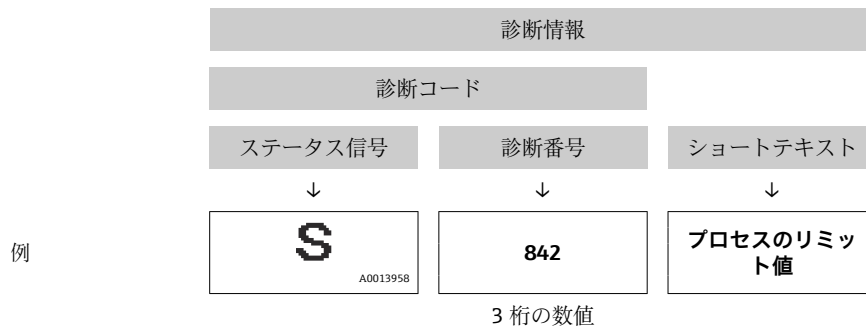 診断情報
診断コード
ステータス信号 診断番号 ショートテキスト
↓ ↓ ↓
例 S 842 プロセスのリミッ
ト値
A0013958
3 桁の数値